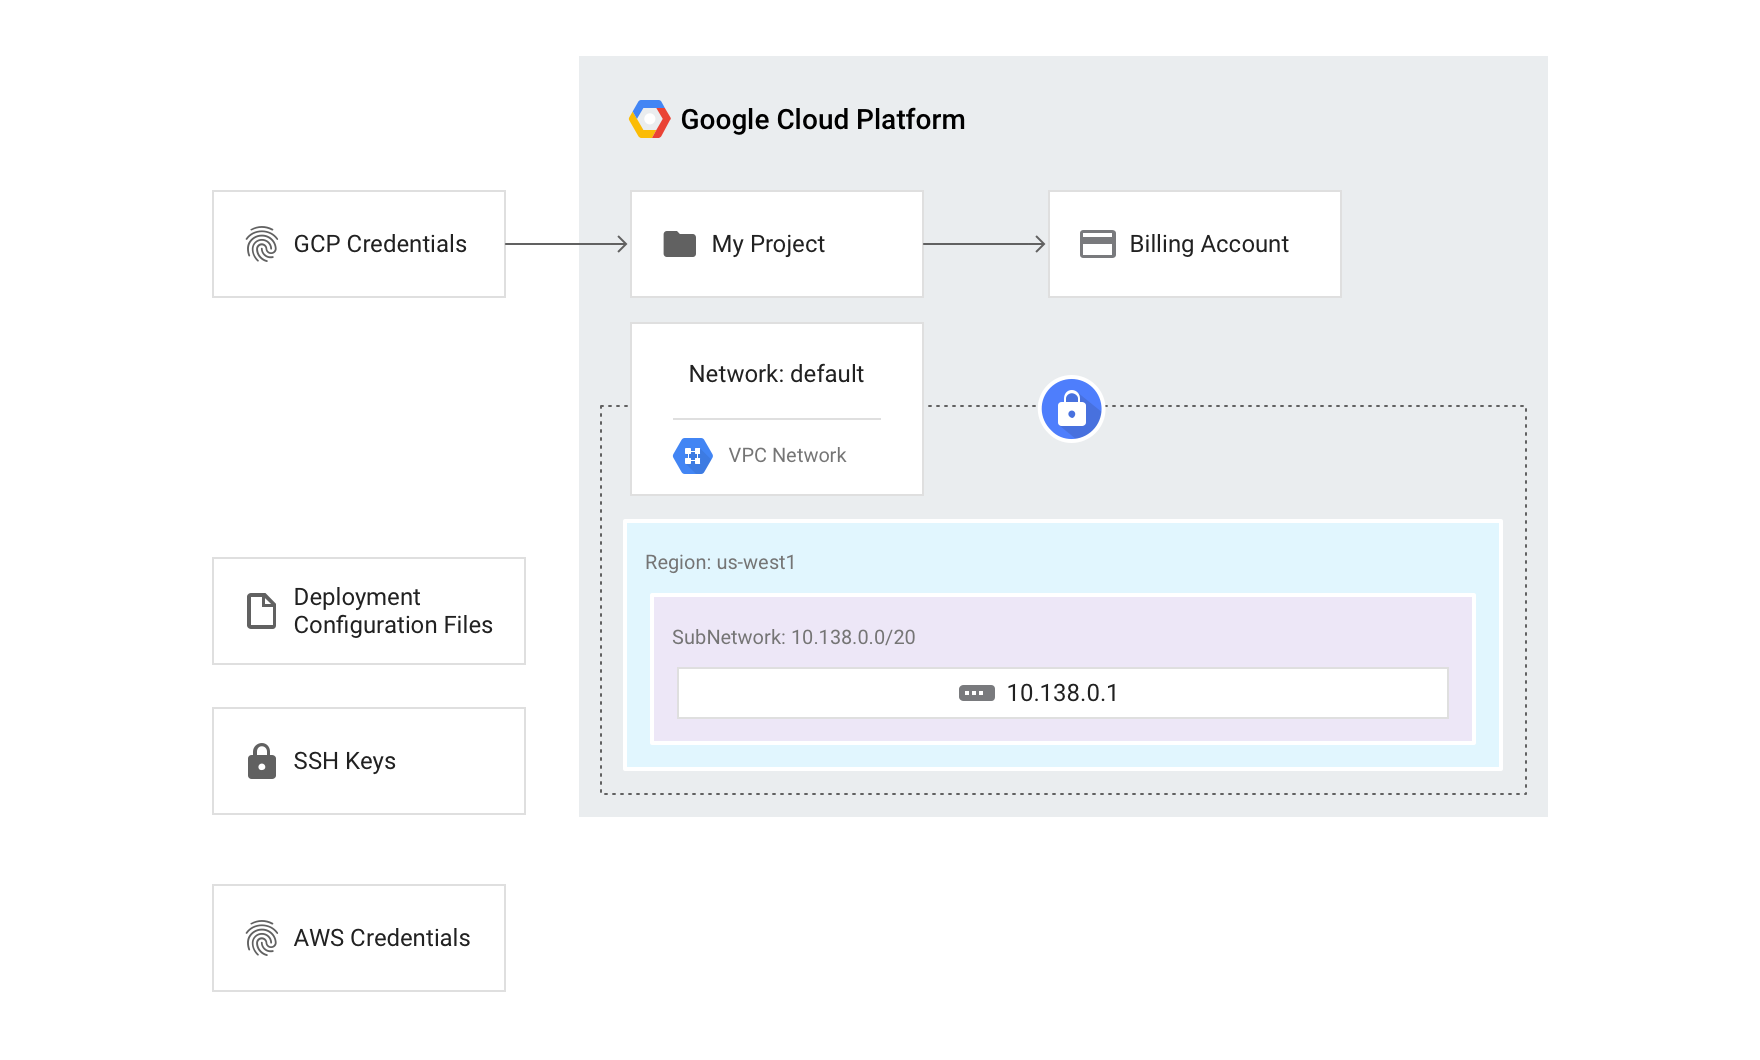 Google Cloud Platform
GCP Credentials
My Project
Billing Account
Network: default
VPC Network
Region: us-west1
Deployment
Configuration Files
SubNetwork: 10.138.0.0/20
10.138.0.1
SSH Keys
AWS Credentials